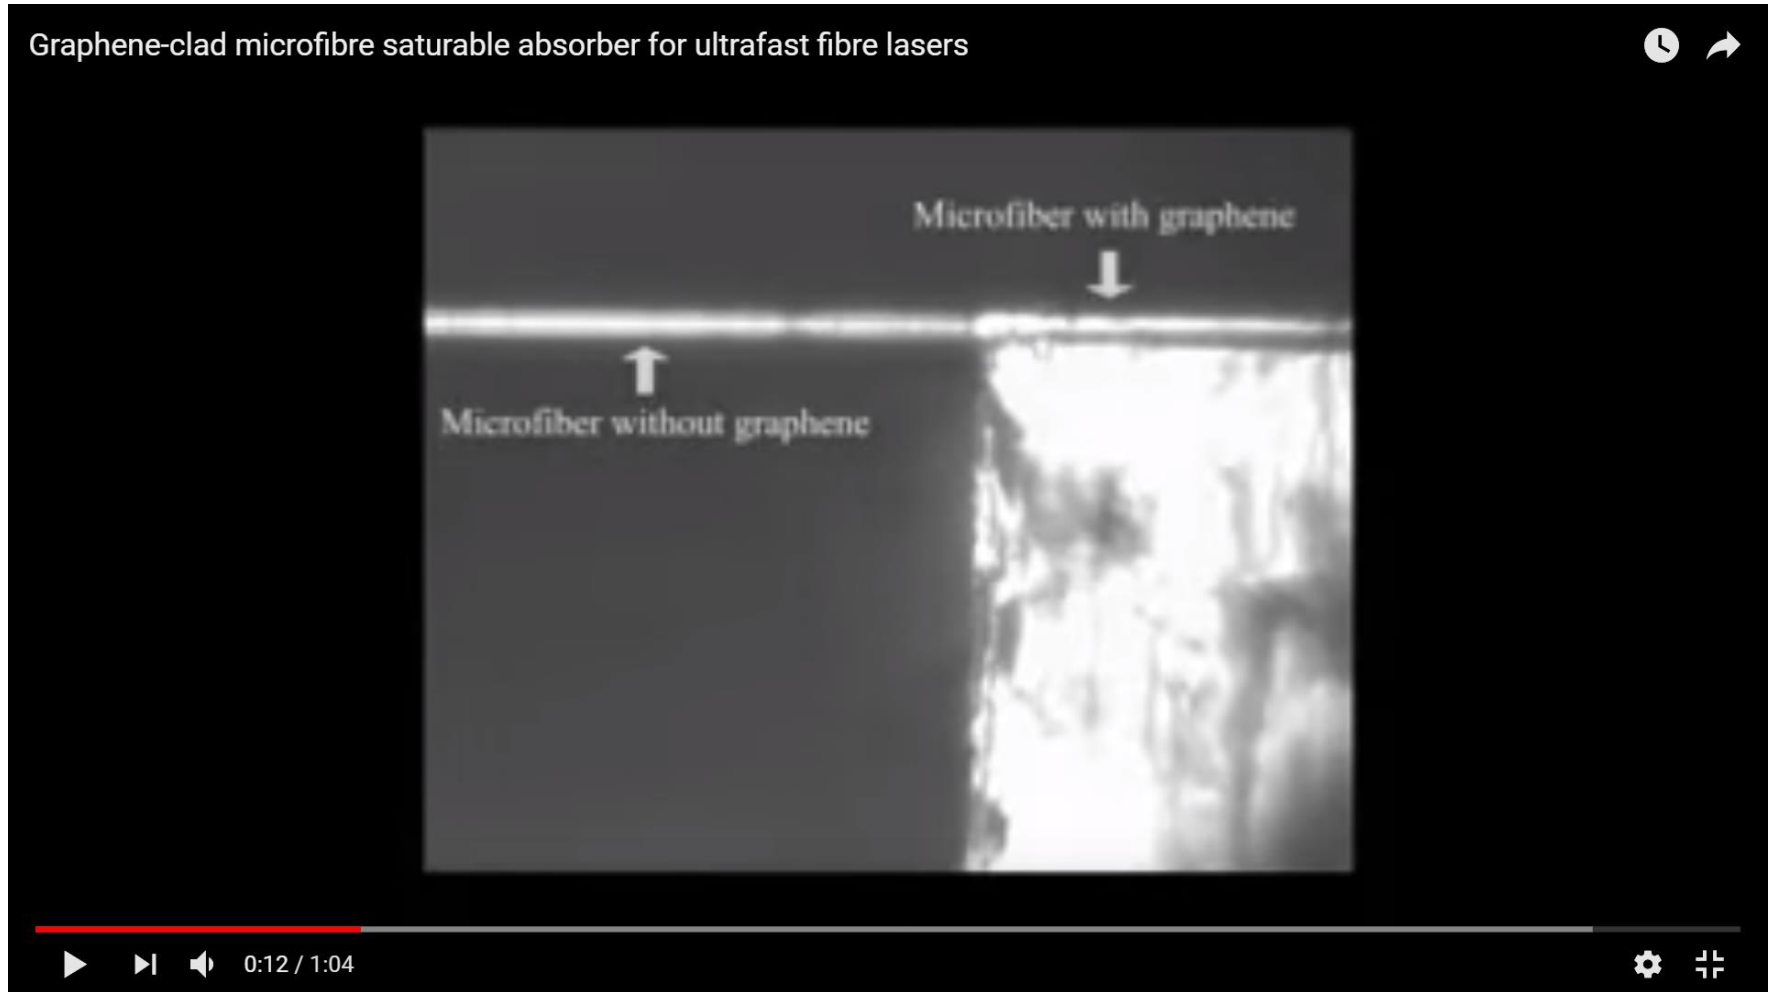 Graphene-clad microfibre saturable absorber for ultrafast fibre lasers
Microfiber with graphene
Microfiber without graphene
0:12 / 1:04